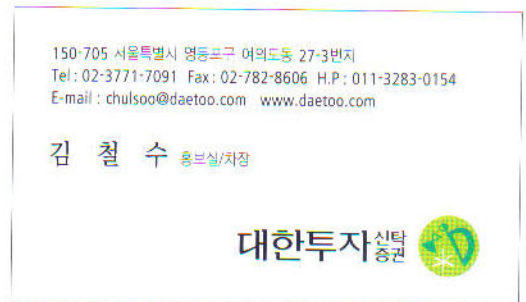 150-705 서울특별시 영등포구 여의도동 27-3번지
Tel : 02-3771-7091 Fax : 02-782-8606 H.P : 011-3283-0154
E-mail : chulsoo@daetoo.com www.daetoo.com
김 철 수 홍보실/차장
대한투자신탁증권